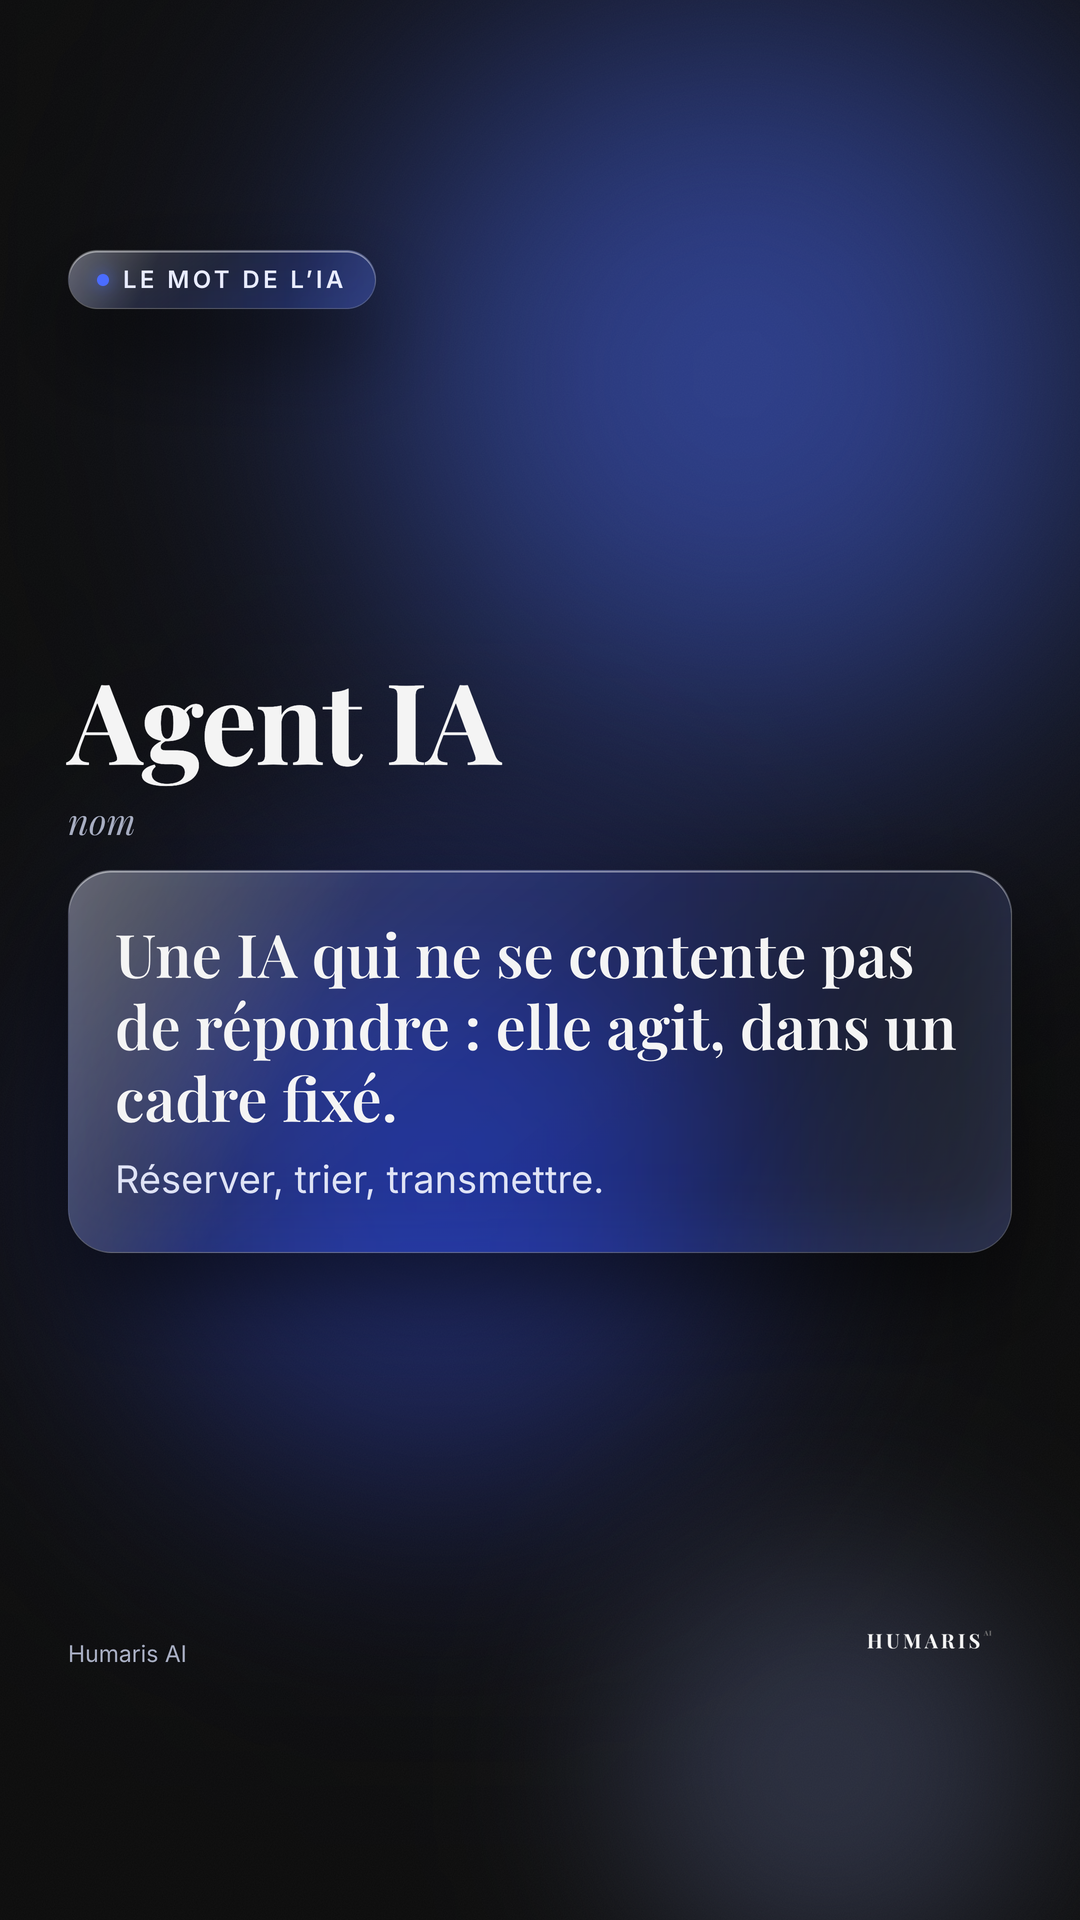 LE MOT DE L’IA
Agent IA
nom
Une IA qui ne se contente pas
de répondre : elle agit, dans un
cadre fixé.
Réserver, trier, transmettre.
Humaris AI
HUMARIS AI